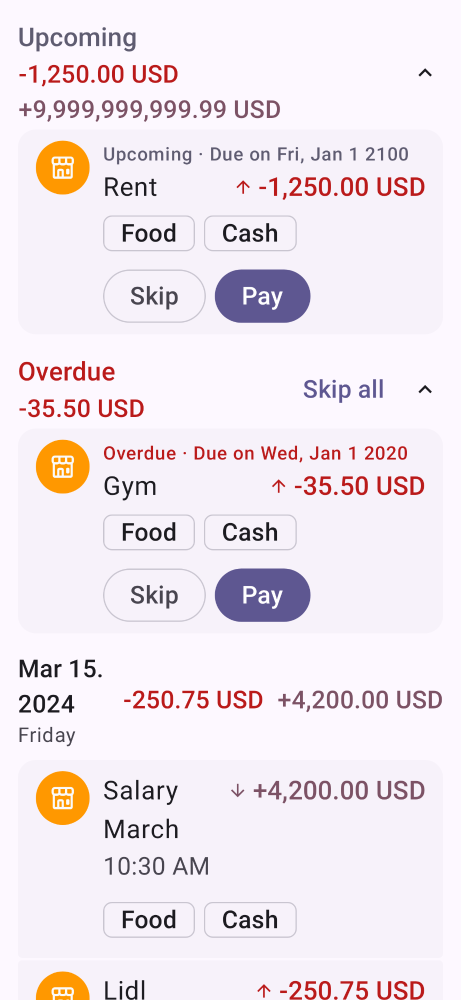 Upcoming
-1,250.00 USD
+9,999,999,999.99 USD
Upcoming · Due on Fri, Jan 1 2100
Rent
↑ -1,250.00 USD
Food Cash
Skip Pay
Overdue
-35.50 USD
Skip all
Overdue · Due on Wed, Jan 1 2020
Gym
↑ -35.50 USD
Food Cash
Skip Pay
Mar 15.
2024
Friday
-250.75 USD +4,200.00 USD
Salary
March
↓ +4,200.00 USD
10:30 AM
Food Cash
Lidl
↑ -250.75 USD